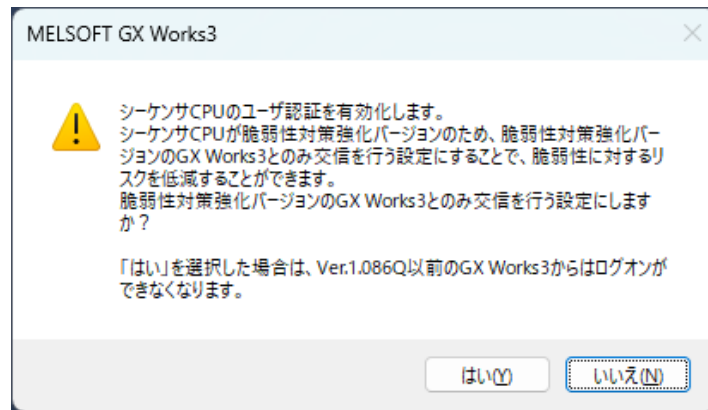 MELSOFT GX Works3
シーケンサCPUのユーザ認証を有効化します。
シーケンサCPUが脆弱性対策強化バージョンのため、脆弱性対策強化バー
ジョンのGX Works3とのみ交信を行う設定にすることで、脆弱性に対するリ
スクを低減することができます。
脆弱性対策強化バージョンのGX Works3とのみ交信を行う設定にします
か？
「はい」を選択した場合は、Ver.1.086Q以前のGX Works3からはログオンが
できなくなります。
はい(Y)
いいえ(N)